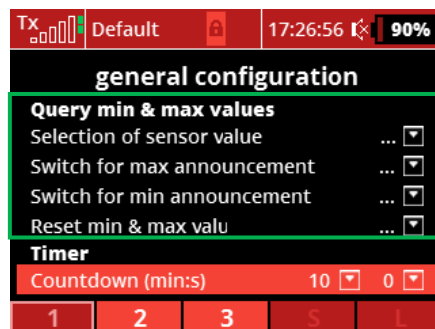 Tx Default 17:26:56 90%
general configuration
Query min & max values
Selection of sensor value ...
Switch for max announcement ...
Switch for min announcement ...
Reset min & max valu ...
Timer
Countdown (min:s) 10 0
1 2 3 S L